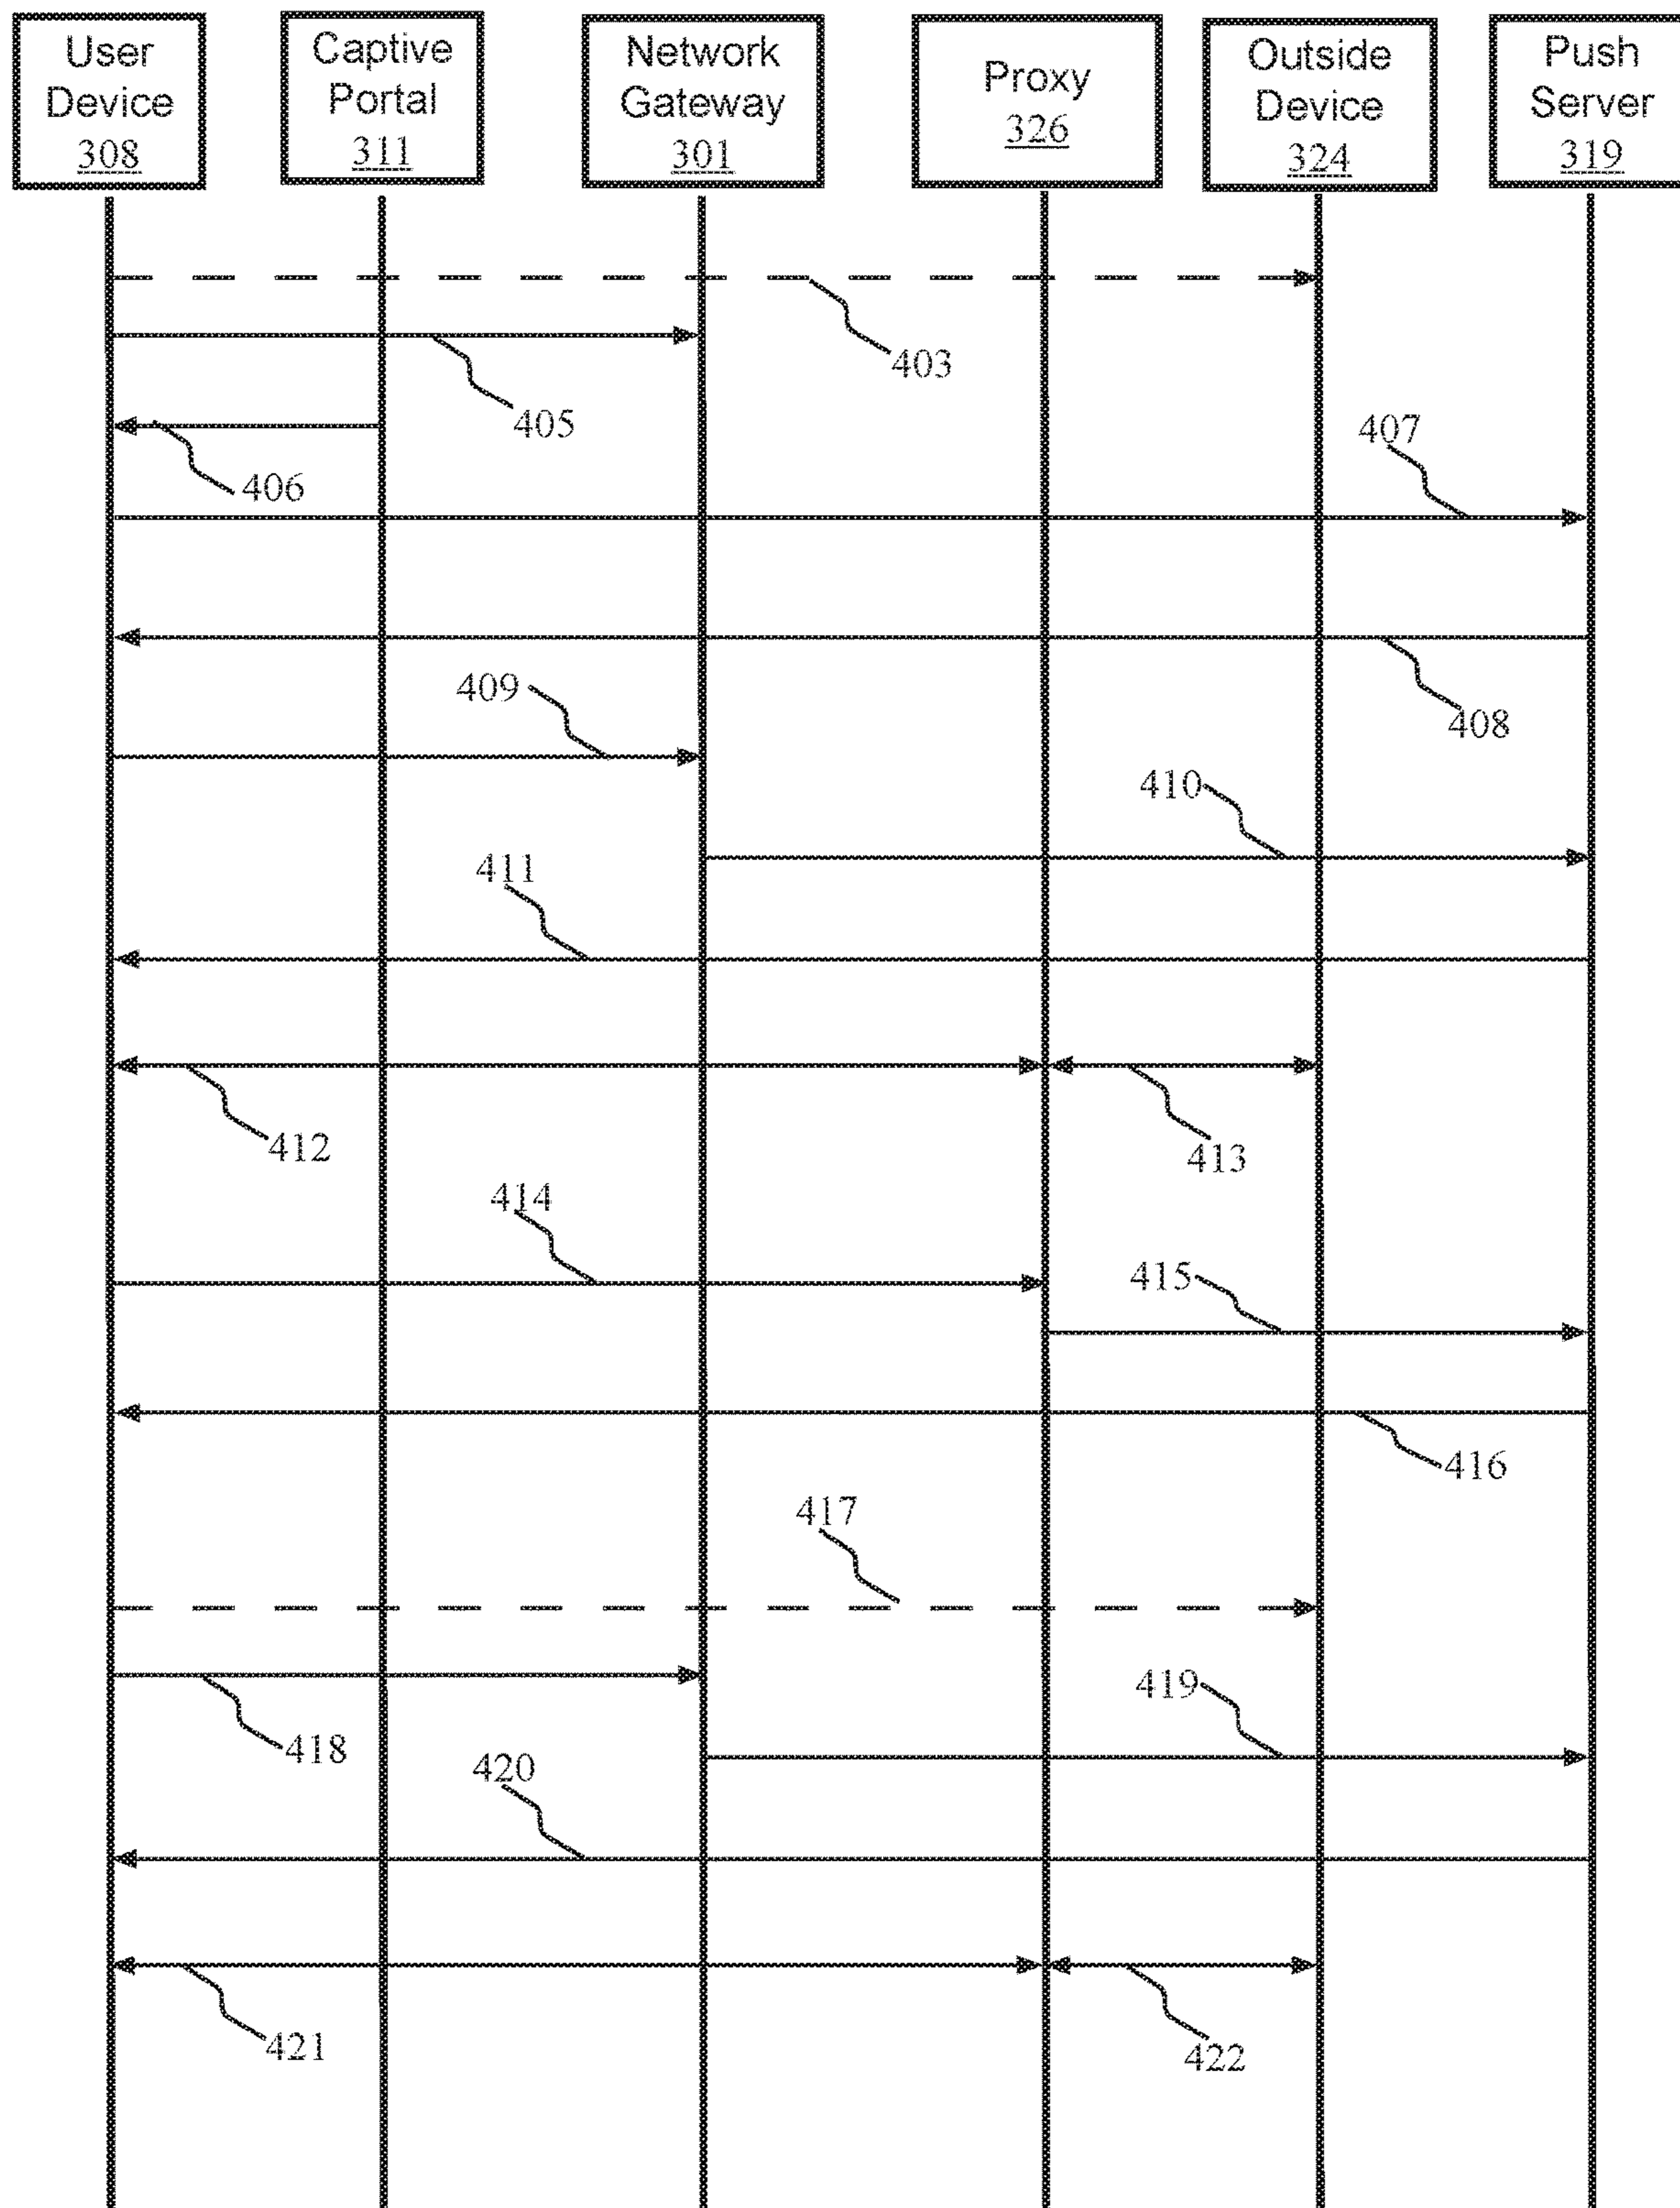 User
Device
308
Captive
Portal
311
Network
Gateway
301
Proxy
326
Outside
Device
324
Push
Server
319
403
405
407
406
409
408
410
411
412
413
414
415
416
417
418
419
420
421
422